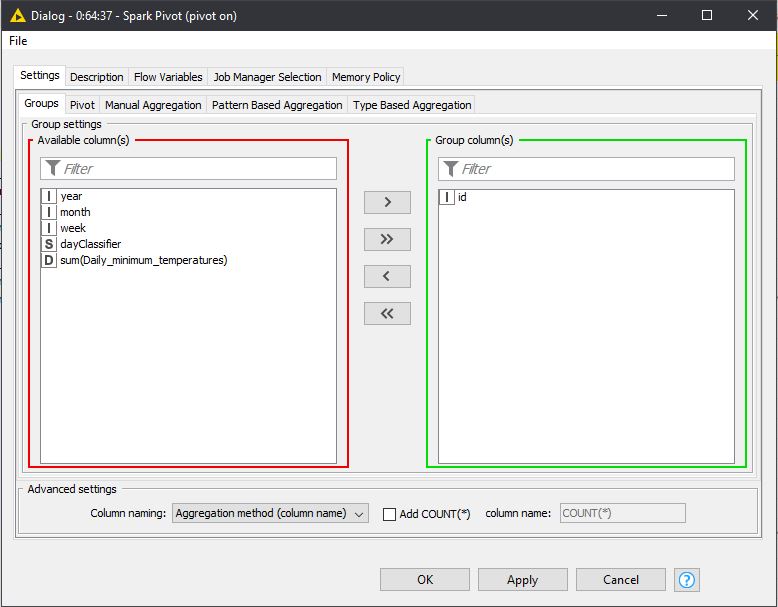 Dialog - 0:64:37 - Spark Pivot (pivot on)
File
Settings Description Flow Variables Job Manager Selection Memory Policy
Groups Pivot Manual Aggregation Pattern Based Aggregation Type Based Aggregation
Group settings
Available column(s)
Filter
I year
I month
I week
S dayClassifier
D sum(Daily_minimum_temperatures)
>
>>
<
<<
Group column(s)
Filter
I id
Advanced settings
Column naming: Aggregation method (column name) Add COUNT(*) column name: COUNT(*)
OK Apply Cancel ?